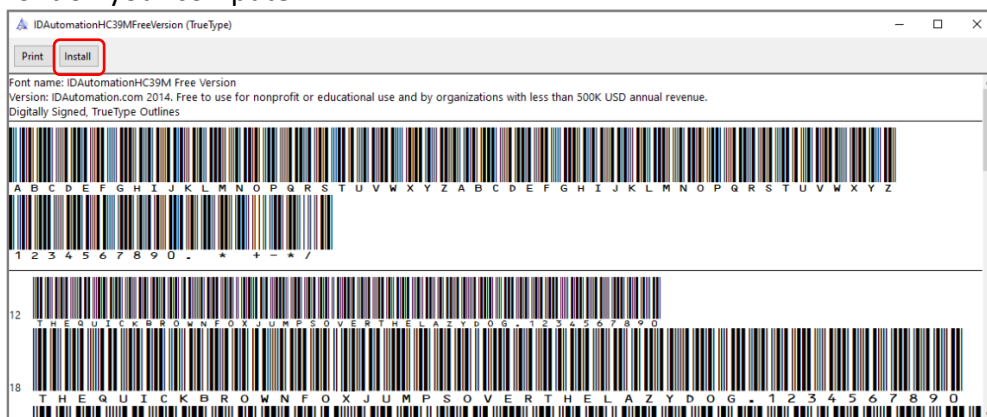 IDAutomationHC39MFreeVersion (TrueType)
Print Install
Font name: IDAutomationHC39M Free Version
Version: IDAutomation.com 2014. Free to use for nonprofit or educational use and by organizations with less than 500K USD annual revenue.
Digitally Signed, TrueType Outlines
A B C D E F G H I J K L M N O P Q R S T U V W X Y Z A B C D E F G H I J K L M N O P Q R S T U V W X Y Z
1 2 3 4 5 6 7 8 9 0 . * + - * /
12
T H E Q U I C K B R O W N F O X J U M P S O V E R T H E L A Z Y D O G . 1 2 3 4 5 6 7 8 9 0
18
T H E Q U I C K B R O W N F O X J U M P S O V E R T H E L A Z Y D O G . 1 2 3 4 5 6 7 8 9 0